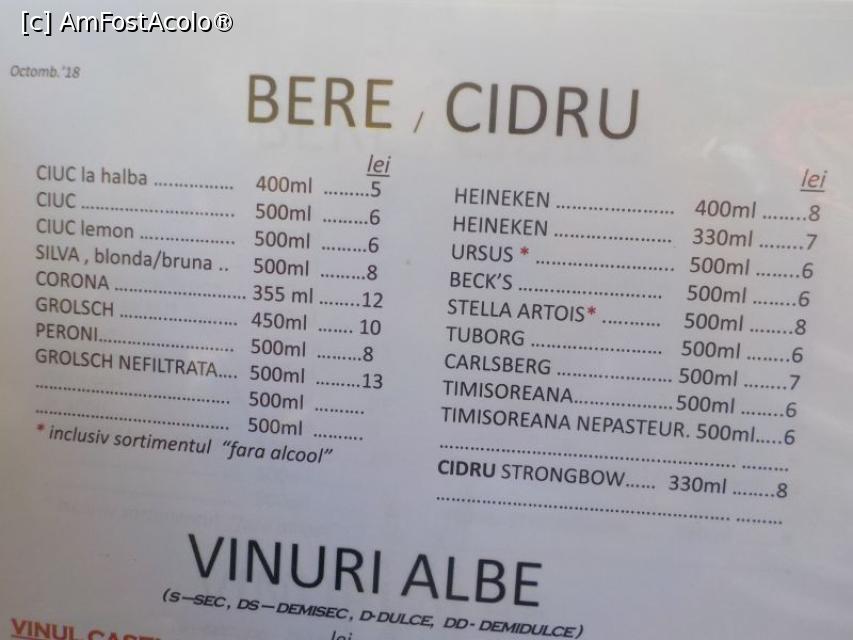 [c] AmFostAcolo®
Octomb.'18
BERE / CIDRU
lei
CIUC la halba ................ 400ml .........5
CIUC .............................. 500ml .........6
CIUC lemon .................. 500ml .........6
SILVA , blonda/bruna .. 500ml .........8
CORONA ......................... 355 ml .........12
GROLSCH ...................... 450ml ....... 10
PERONI.......................... 500ml .........8
GROLSCH NEFILTRATA.... 500ml .........13
...................................... 500ml ..........
...................................... 500ml ..........
* inclusiv sortimentul "fara alcool"
lei
HEINEKEN ....................... 400ml ........8
HEINEKEN ....................... 330ml ........7
URSUS * ........................... 500ml ........6
BECK'S ............................ 500ml ........6
STELLA ARTOIS* ........... 500ml ........8
TUBORG ......................... 500ml ........6
CARLSBERG ...................... 500ml ........7
TIMISOREANA................... 500ml ........6
TIMISOREANA NEPASTEUR. 500ml.....6
.................................................... .........
CIDRU STRONGBOW...... 330ml ........8
.................................................... .........
VINURI ALBE
(S—SEC, DS—DEMISEC, D-DULCE, DD- DEMIDULCE)
lei
VINUL